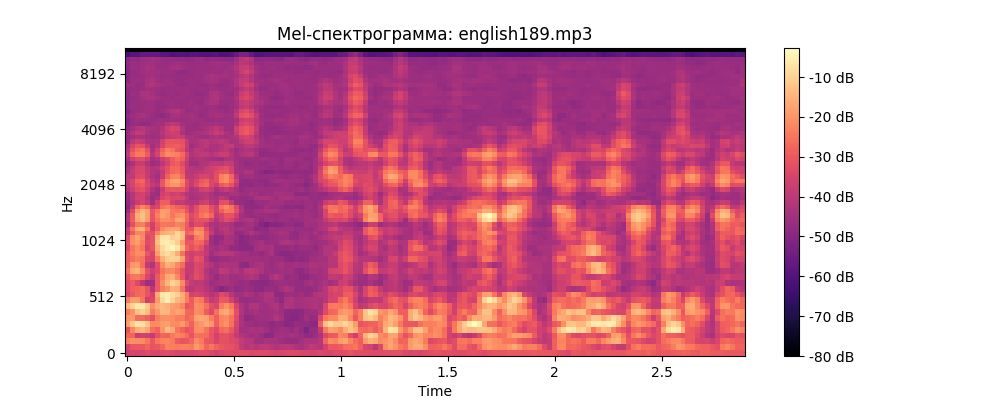 Mel-спектрограмма: english189.mp3
8192
4096
2048
1024
512
0
Hz
0 0.5 1 1.5 2 2.5
Time
-10 dB
-20 dB
-30 dB
-40 dB
-50 dB
-60 dB
-70 dB
-80 dB